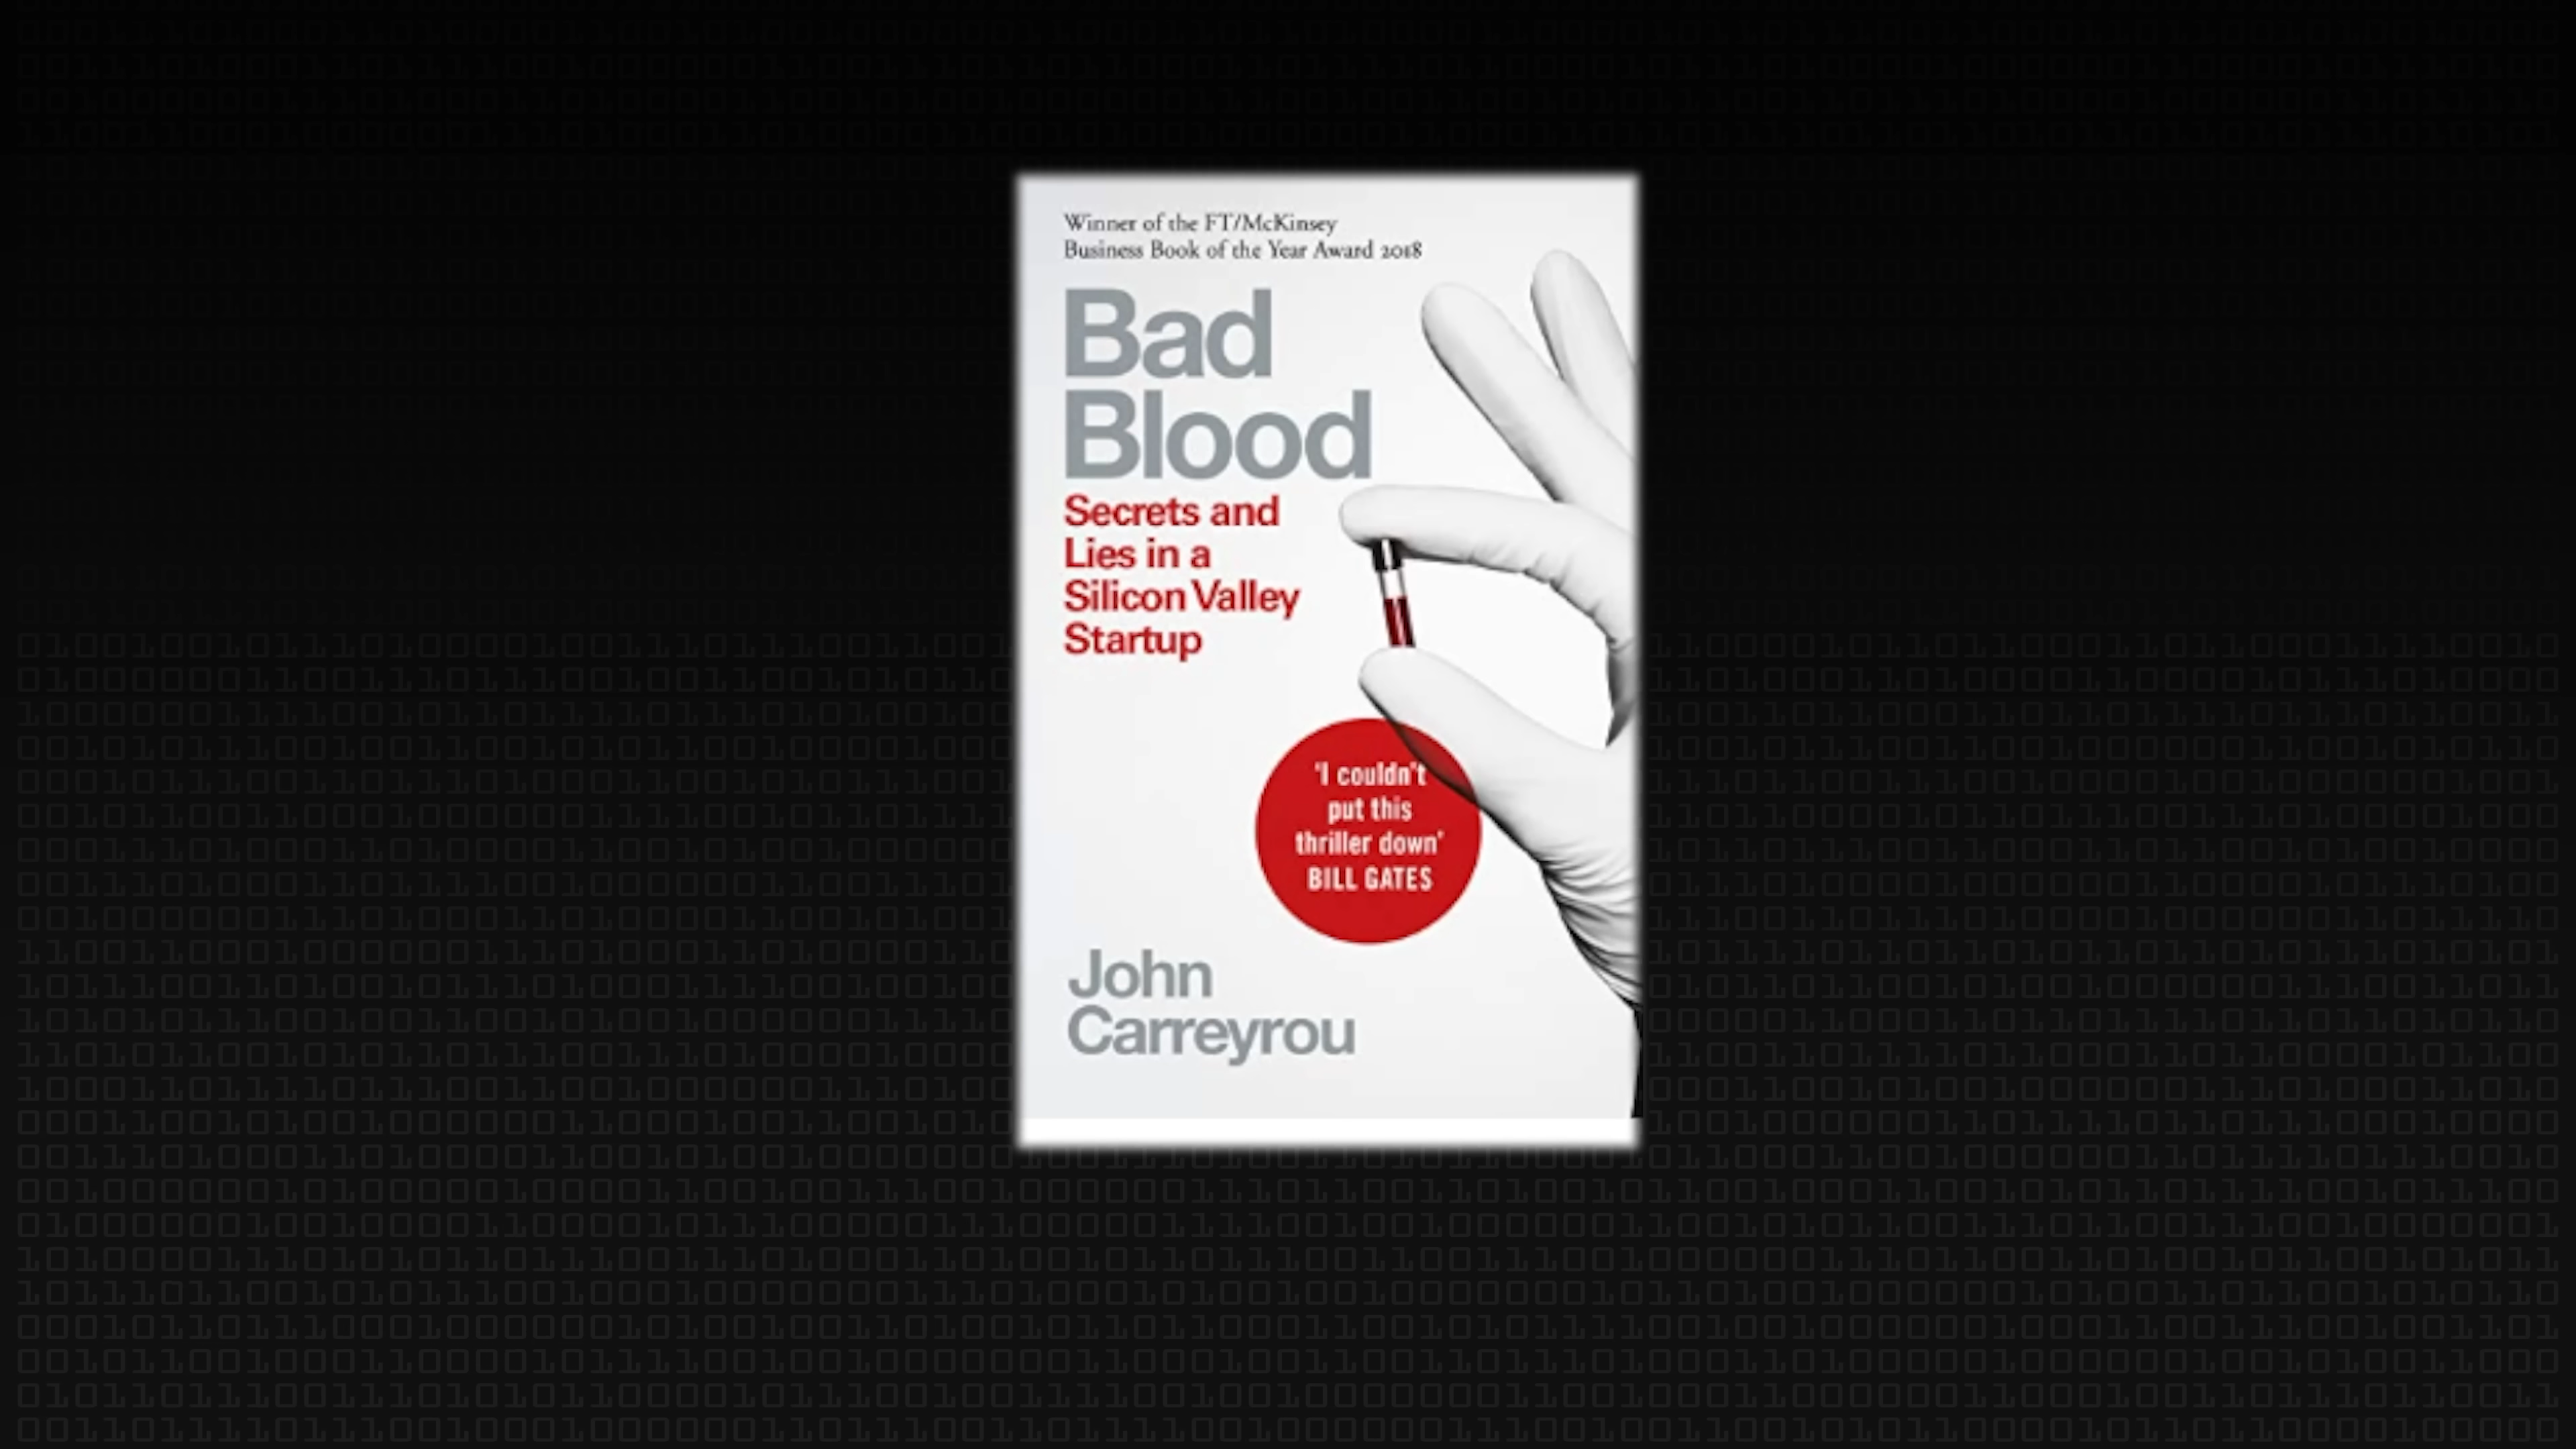 Winner of the FT/McKinsey
Business Book of the Year Award 2018
Bad
Blood
Secrets and
Lies in a
Silicon Valley
Startup
'I couldn't
put this
thriller down'
BILL GATES
John
Carreyrou